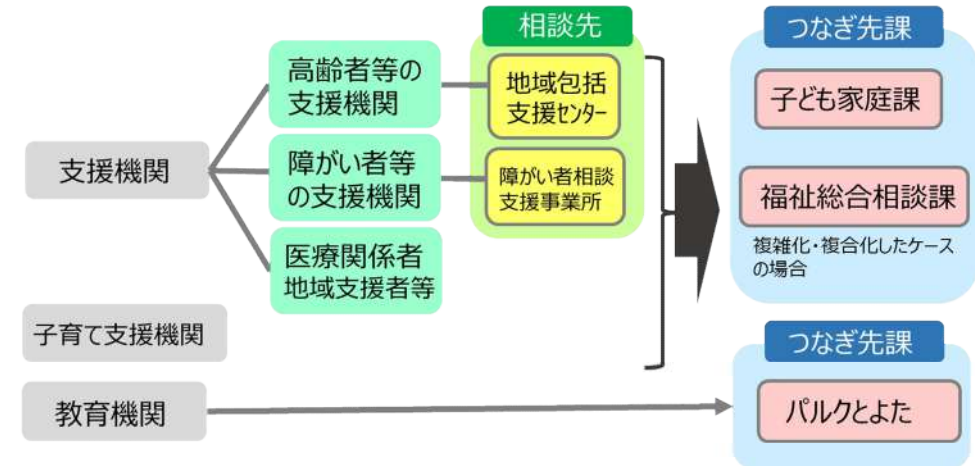 相談先
つなぎ先課
高齢者等の
支援機関
地域包括
支援ｾﾝﾀｰ
子ども家庭課
支援機関
障がい者等
の支援機関
障がい者相談
支援事業所
福祉総合相談課
複雑化・複合化したケース
の場合
医療関係者
地域支援者等
子育て支援機関
つなぎ先課
教育機関
パルクとよた